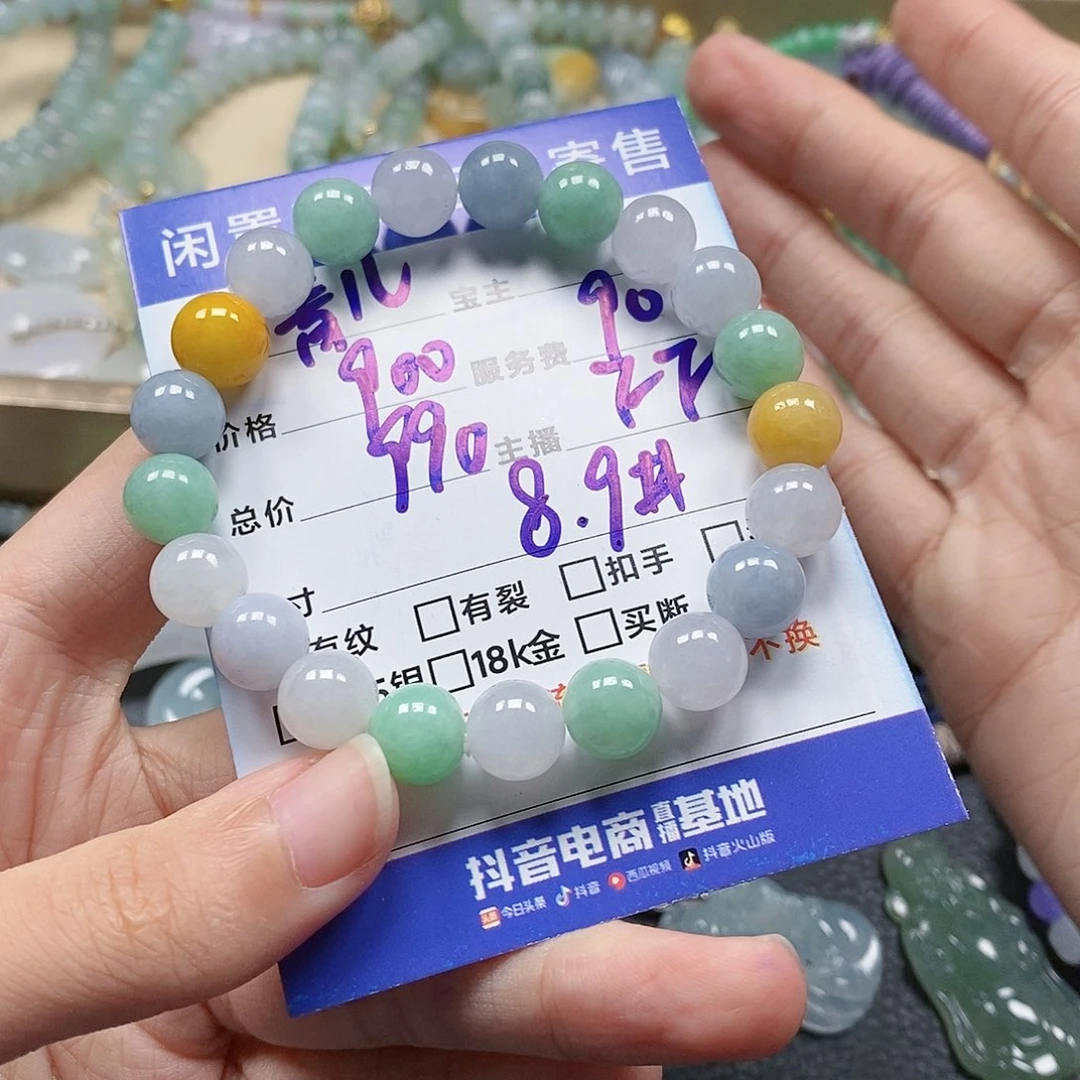 闲置 寄售
宝主
价格 900 服务费 90
总价 990 主播
8.9#
寸
有纹 □有裂 □扣手
银 □18k金 □买断
不换
抖音电商直播基地
今日头条 抖音 西瓜视频 抖音火山版